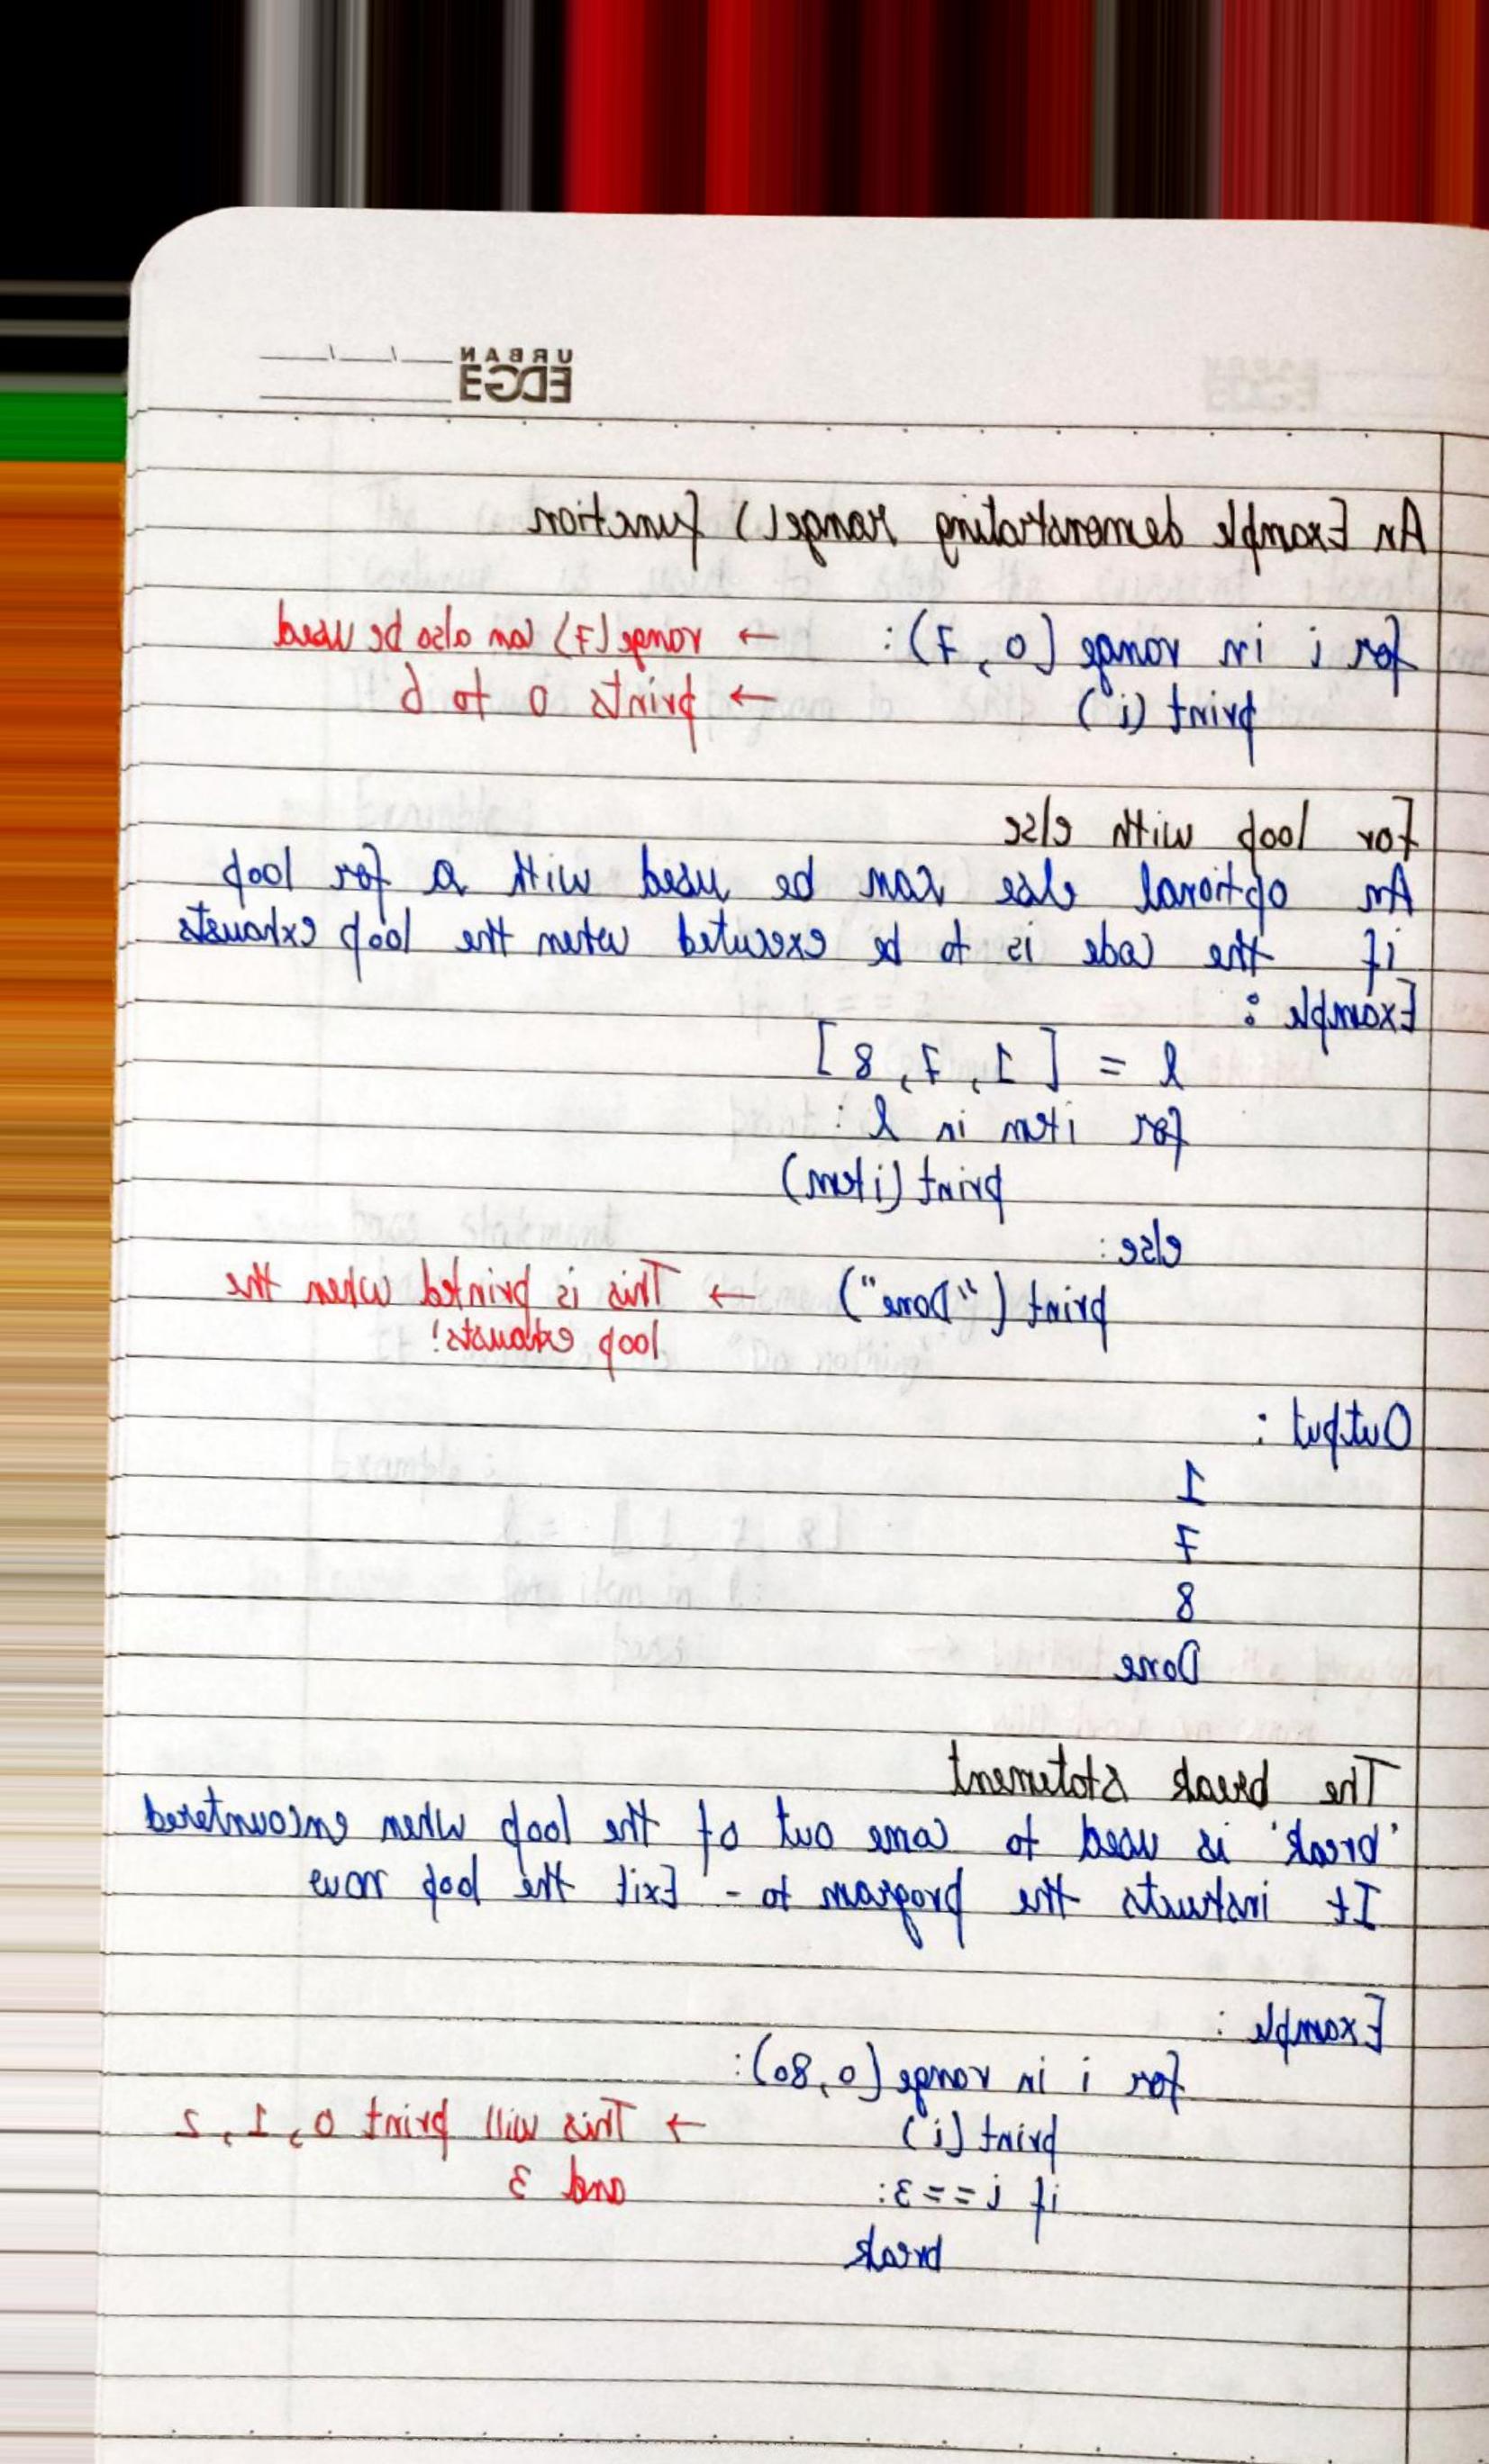 URBAN
EDGE
An Example demonstrating range() function
for i in range (0, 7): ← range(7) can also be used
print (i) ← prints 0 to 6
For loop with else
An optional else can be used with a for loop
if the code is to be executed when the loop exhausts
Example :
l = [ 1, 7, 8 ]
for item in l :
print (item)
else :
print ( "Done") ← This is printed when the
loop exhausts!
Output :
1
7
8
Done
The break statement
'break' is used to come out of the loop when encountered
It instructs the program to - Exit the loop now
Example :
for i in range (0,80):
print (i) → This will print 0, 1, 2
if i == 3: and 3
break